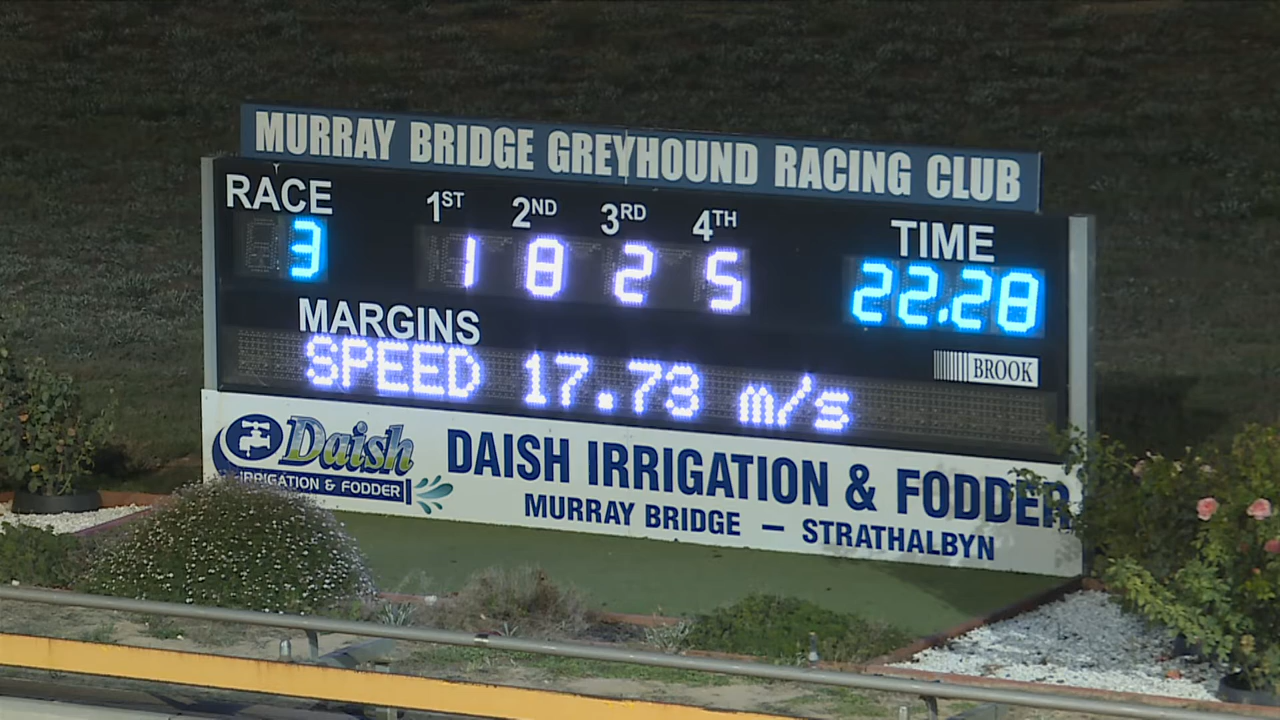 MURRAY BRIDGE GREYHOUND RACING CLUB
RACE 1ST 2ND 3RD 4TH TIME
3 1 8 2 5 22.28
MARGINS
SPEED 17.73 m/s
BROOK
Daish
IRRIGATION & FODDER
DAISH IRRIGATION & FODDER
MURRAY BRIDGE – STRATHALBYN